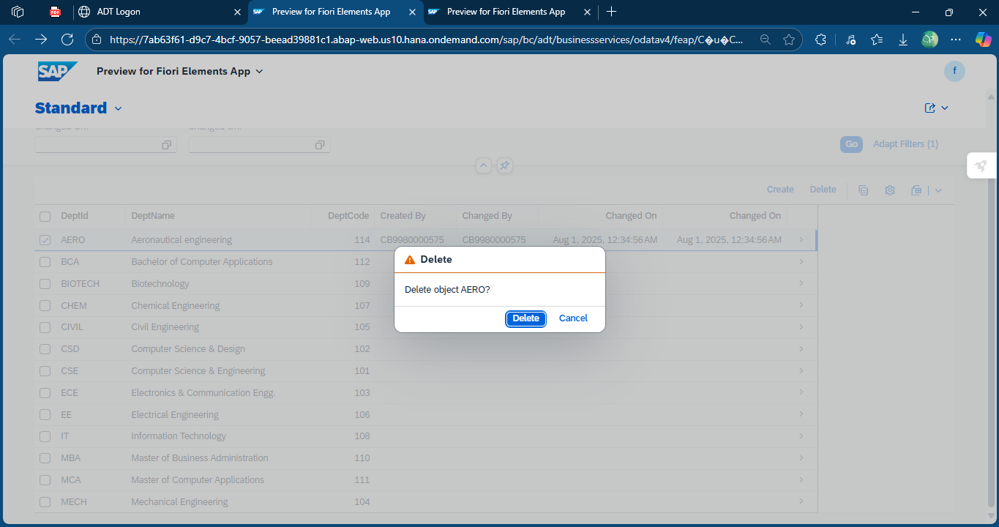 PDF
ADT Logon
SAP
Preview for Fiori Elements App
SAP
Preview for Fiori Elements App
https://7ab63f61-d9c7-4bcf-9057-beead39881c1.abap-web.us10.hana.ondemand.com/sap/bc/adt/businessservices/odatav4/feap/C�u�C...
SAP
Preview for Fiori Elements App
f
Standard
Changed On: Changed On:
Go
Adapt Filters (1)
Create Delete
DeptId DeptName DeptCode Created By Changed By Changed On Changed On
AERO Aeronautical engineering 114 CB9980000575 CB9980000575 Aug 1, 2025, 12:34:56 AM Aug 1, 2025, 12:34:56 AM
BCA Bachelor of Computer Applications 112
BIOTECH Biotechnology 109
CHEM Chemical Engineering 107
CIVIL Civil Engineering 105
CSD Computer Science & Design 102
CSE Computer Science & Engineering 101
ECE Electronics & Communication Engg. 103
EE Electrical Engineering 106
IT Information Technology 108
MBA Master of Business Administration 110
MCA Master of Computer Applications 111
MECH Mechanical Engineering 104
Delete
Delete object AERO?
Delete Cancel